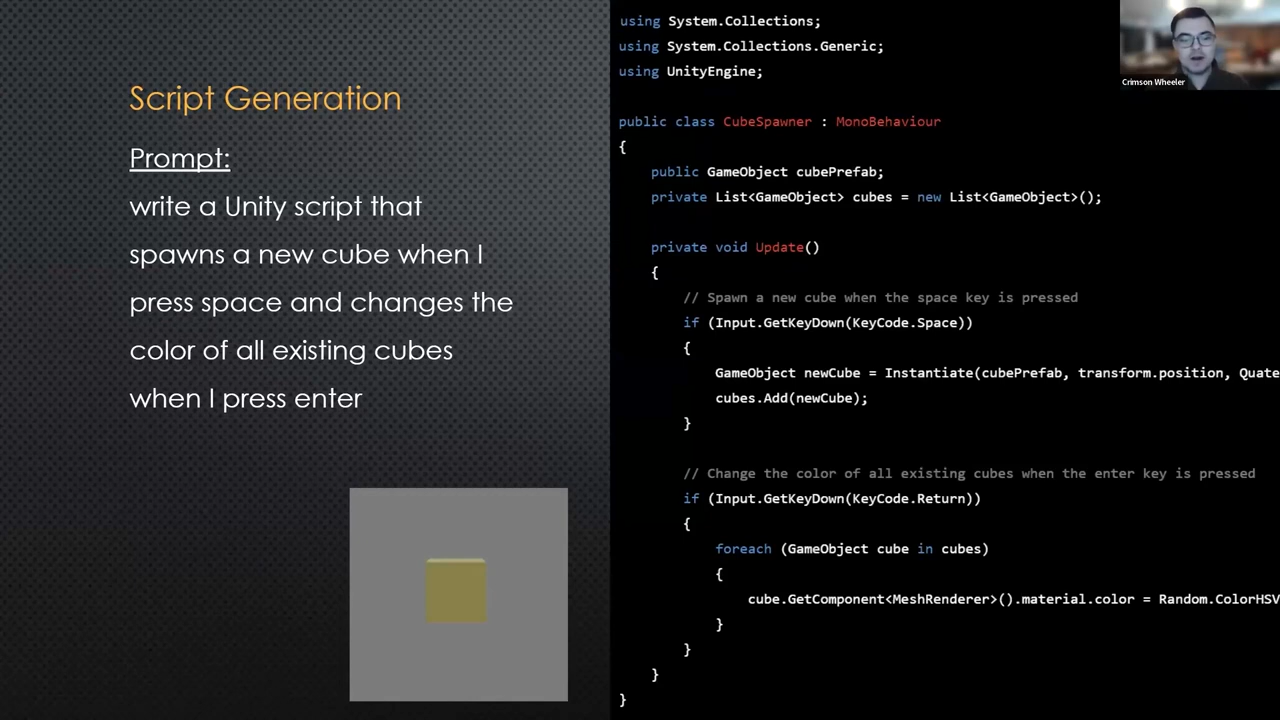 Script Generation
Prompt:
write a Unity script that
spawns a new cube when I
press space and changes the
color of all existing cubes
when I press enter
using System.Collections;
using System.Collections.Generic;
using UnityEngine;
public class CubeSpawner : MonoBehaviour
{
public GameObject cubePrefab;
private List<GameObject> cubes = new List<GameObject>();
private void Update()
{
// Spawn a new cube when the space key is pressed
if (Input.GetKeyDown(KeyCode.Space))
{
GameObject newCube = Instantiate(cubePrefab, transform.position, Quate
cubes.Add(newCube);
}
// Change the color of all existing cubes when the enter key is pressed
if (Input.GetKeyDown(KeyCode.Return))
{
foreach (GameObject cube in cubes)
{
cube.GetComponent<MeshRenderer>().material.color = Random.ColorHSV
}
}
}
}
Crimson Wheeler